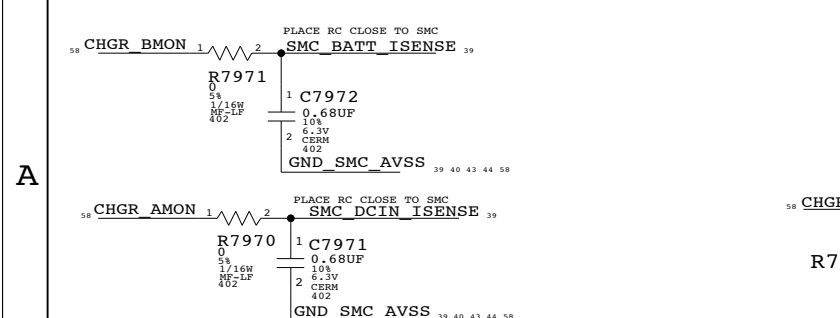 PLACE RC CLOSE TO SMC
58 CHGR_BMON 1 2 SMC_BATT_ISENSE 39
R7971
0
5%
1/16W
MF-LF
402
1 C7972
0.68UF
10%
2 6.3V
CERM
402
GND_SMC_AVSS 39 40 43 44 58
A
PLACE RC CLOSE TO SMC
58 CHGR_AMON 1 2 SMC_DCIN_ISENSE 39
R7970
0
5%
1/16W
MF-LF
402
1 C7971
0.68UF
10%
2 6.3V
CERM
402
GND_SMC_AVSS 39 40 43 44 58
58 CHG
R7